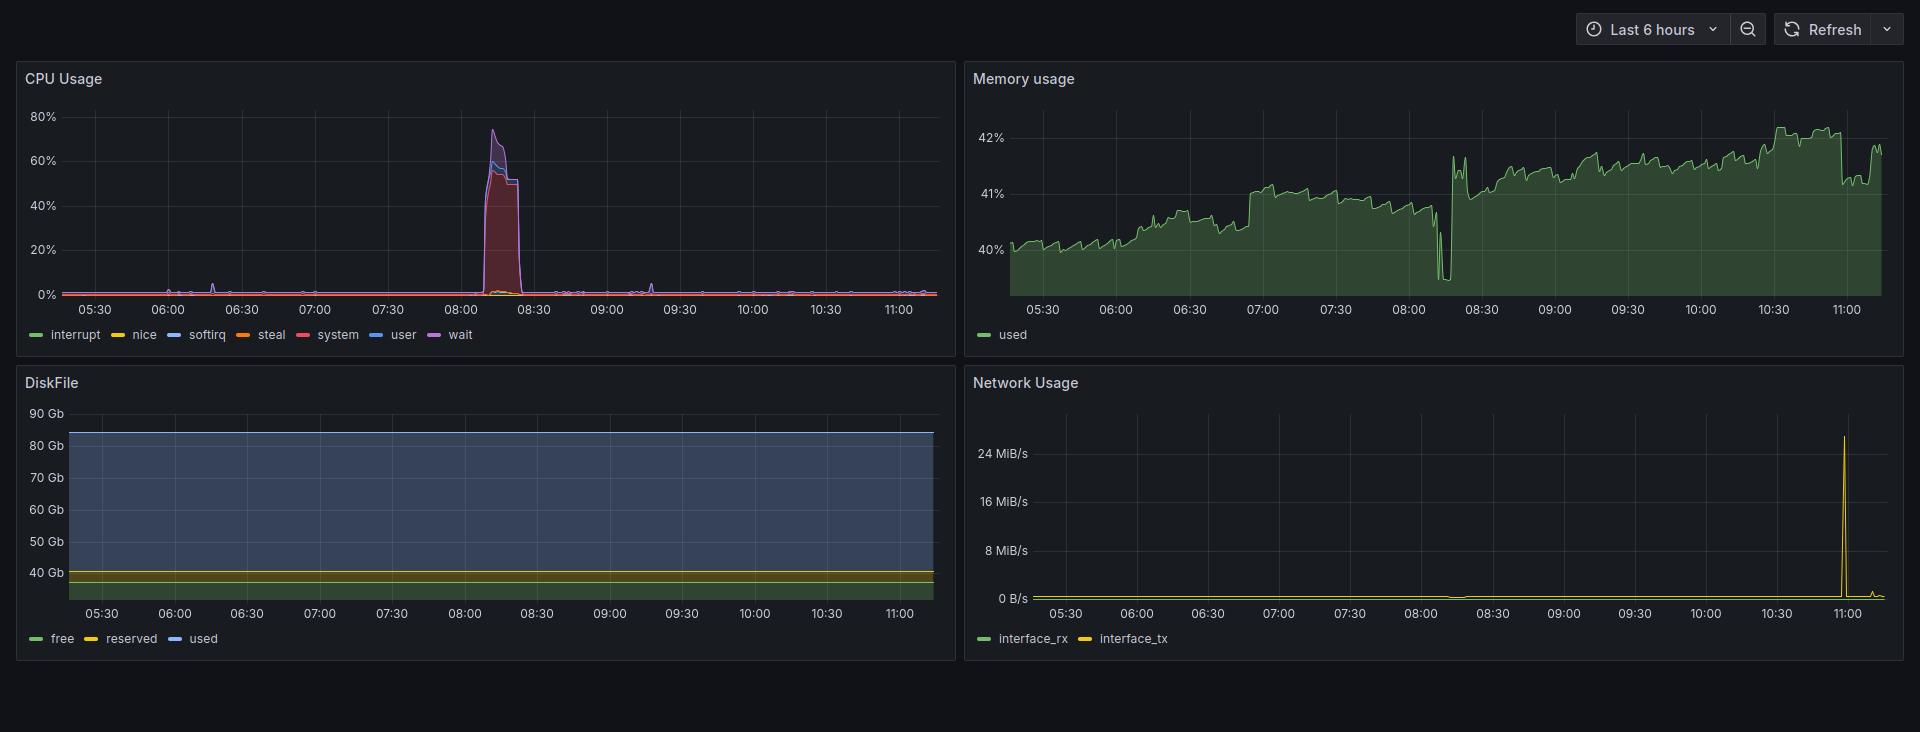 Last 6 hours Refresh
CPU Usage
80%
60%
40%
20%
0%
05:30 06:00 06:30 07:00 07:30 08:00 08:30 09:00 09:30 10:00 10:30 11:00
interrupt nice softirq steal system user wait
Memory usage
42%
41%
40%
05:30 06:00 06:30 07:00 07:30 08:00 08:30 09:00 09:30 10:00 10:30 11:00
used
DiskFile
90 Gb
80 Gb
70 Gb
60 Gb
50 Gb
40 Gb
05:30 06:00 06:30 07:00 07:30 08:00 08:30 09:00 09:30 10:00 10:30 11:00
free reserved used
Network Usage
24 MiB/s
16 MiB/s
8 MiB/s
0 B/s
05:30 06:00 06:30 07:00 07:30 08:00 08:30 09:00 09:30 10:00 10:30 11:00
interface_rx interface_tx